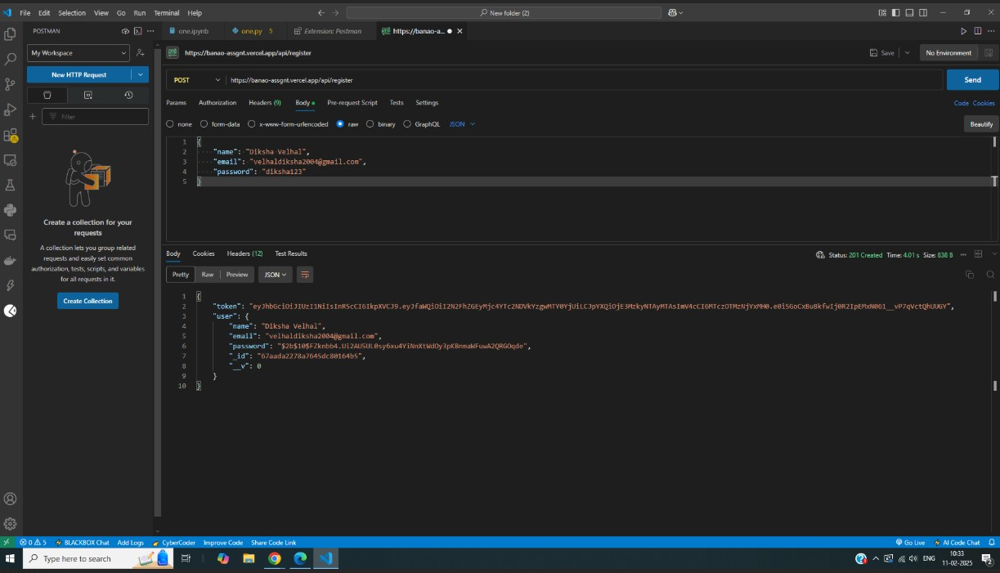 File Edit Selection View Go Run Terminal Help
New folder (2)
POSTMAN
one.ipynb
one.py 5
Extension: Postman
https://banao-a...
My Workspace
https://banao-assgnt.vercel.app/api/register
Save
No Environment
New HTTP Request
POST
https://banao-assgnt.vercel.app/api/register
Send
Params Authorization Headers (9) Body Pre-request Script Tests Settings
Code Cookies
Filter
none form-data x-www-form-urlencoded raw binary GraphQL JSON
Beautify
1 {
2 "name": "Diksha Velhal",
3 "email": "velhaldiksha2004@gmail.com",
4 "password": "diksha123"
5 }
Create a collection for your
requests
A collection lets you group related
requests and easily set common
authorization, tests, scripts, and variables
for all requests in it.
Create Collection
Body Cookies Headers (12) Test Results
Status: 201 Created Time: 4.01 s Size: 838 B
Pretty Raw Preview JSON
1 {
2 "token":
3 "user": {
4 "name": "Diksha Velhal",
5 "email": "velhaldiksha2004@gmail.com",
6 "password":
7 "_id": "67aada2278a7645dc80164b5",
8 "__v": 0
9 }
10 }
0 5 BLACKBOX Chat Add Logs CyberCoder Improve Code Share Code Link
Go Live AI Code Chat
Type here to search
ENG
10:33
11-02-2025
2